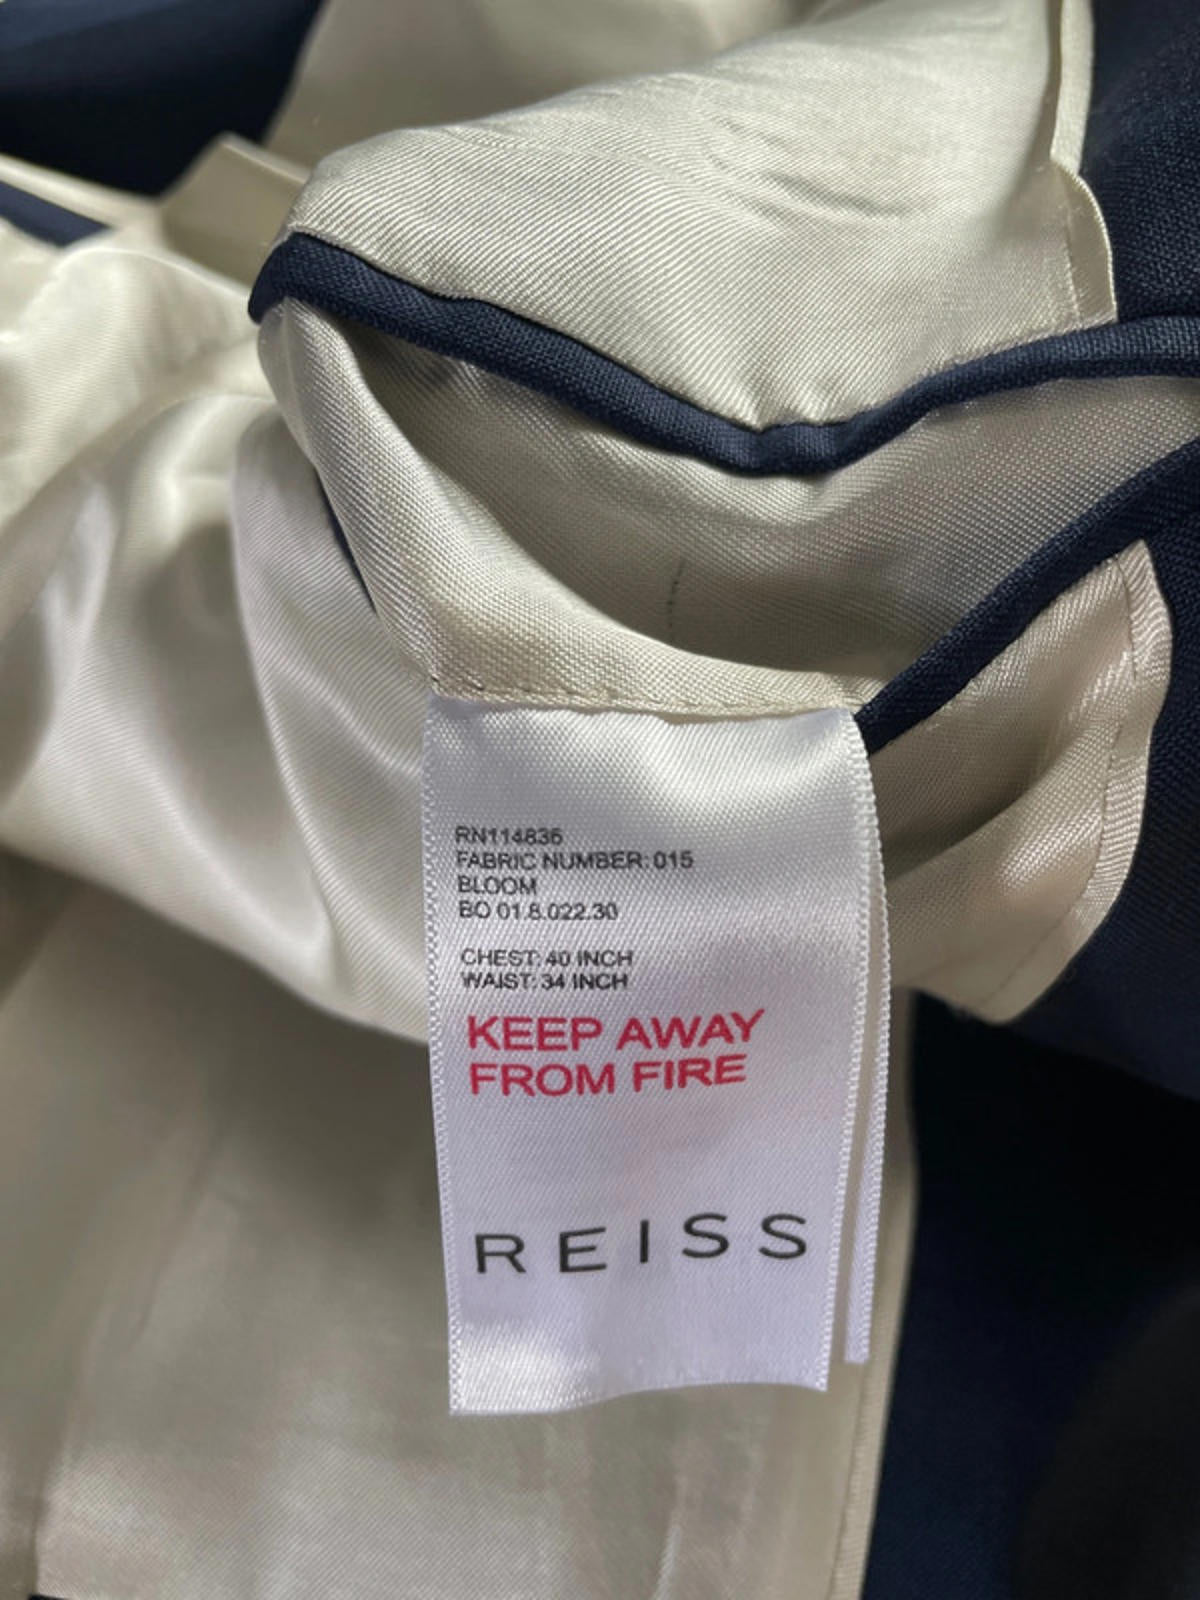 RN114836
FABRIC NUMBER: 015
BLOOM
BO 01.8.022.30
CHEST: 40 INCH
WAIST: 34 INCH
KEEP AWAY
FROM FIRE
REISS